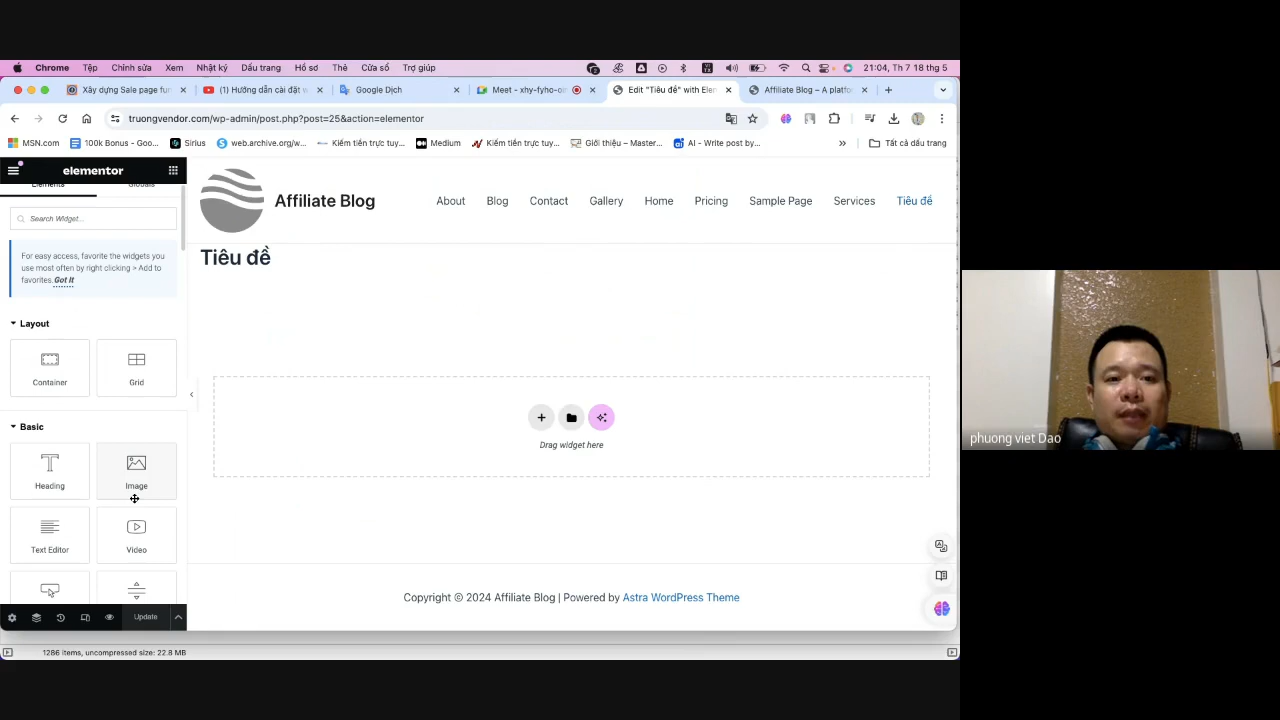 Chrome Tệp Chỉnh sửa Xem Nhật ký Dấu trang Hồ sơ Thẻ Cửa sổ Trợ giúp 21:04, Th 7 18 thg 5
Xây dựng Sale page fun (1) Hướng dẫn cài đặt w Google Dịch Meet - xhy-fyho-oin Edit "Tiêu đề" with Elem Affiliate Blog – A platfo
truongvendor.com/wp-admin/post.php?post=25&action=elementor
MSN.com 100k Bonus - Goo... Sirius web.archive.org/w... Kiếm tiền trực tuy... Medium Kiếm tiền trực tuy... Giới thiệu – Master... AI - Write post by... Tất cả dấu trang
elementor
Elements Globals
Search Widget...
For easy access, favorite the widgets you
use most often by right clicking > Add to
favorites. Got It
Layout
Container Grid
Basic
Heading Image
Text Editor Video
Update
Affiliate Blog
About Blog Contact Gallery Home Pricing Sample Page Services Tiêu đề
Tiêu đề
Drag widget here
Copyright © 2024 Affiliate Blog | Powered by Astra WordPress Theme
1286 items, uncompressed size: 22.8 MB
phuong viet Dao